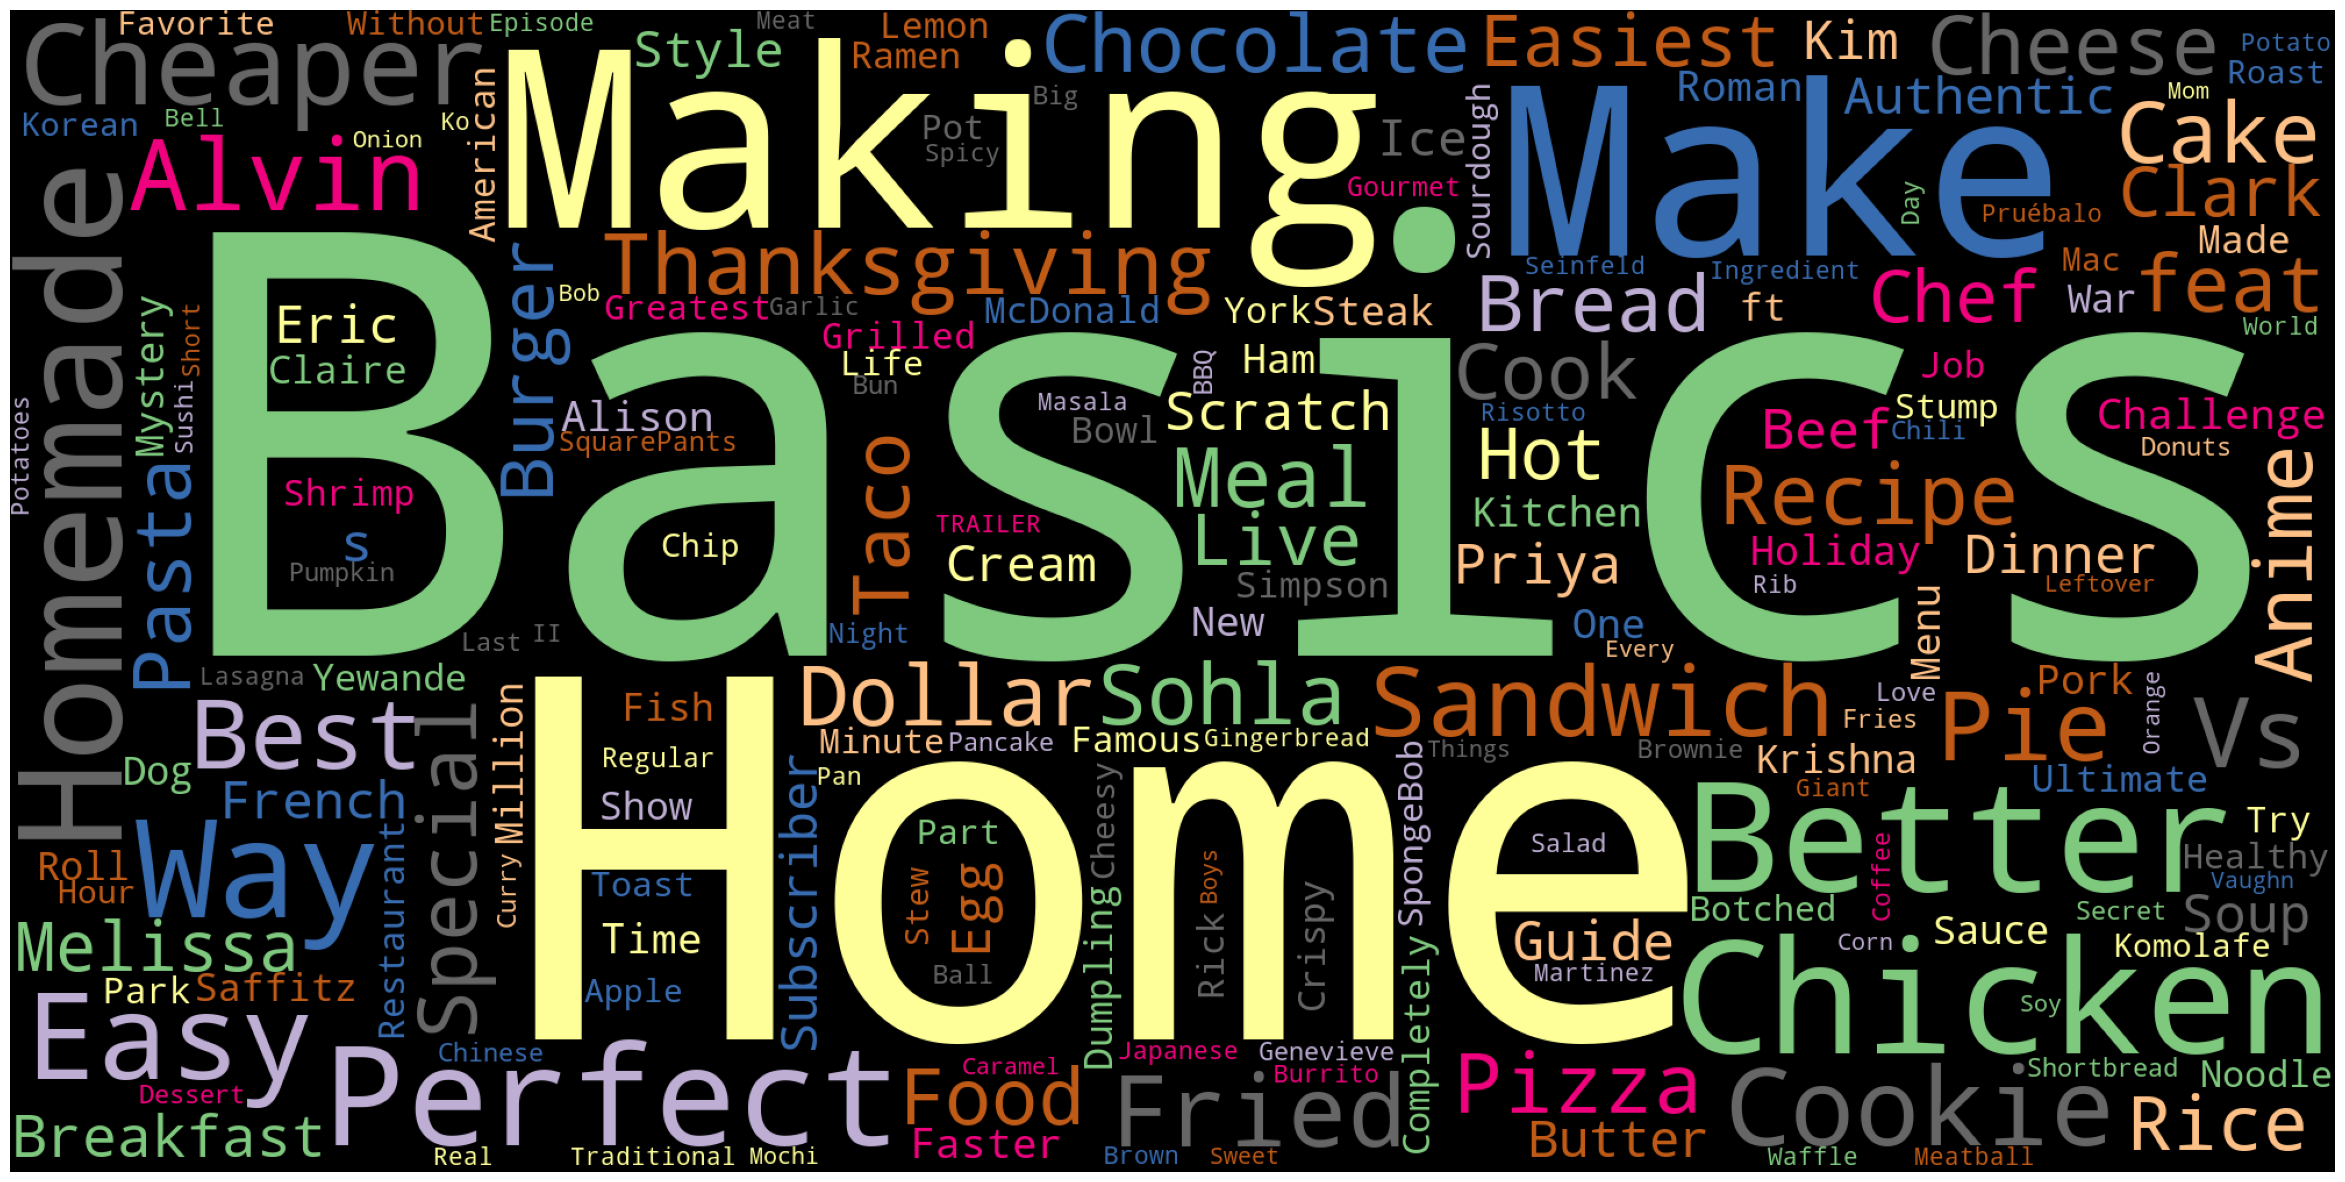 Cheaper
Favorite
Without
Episode
Style
Meat
Lemon
Ramen
Chocolate
Easiest
Kim
Cheese
Potato
Roast
Korean
Bell
Onion
Ko
American
Making
Big
Pot
Spicy
Ice
Gourmet
Sourdough
Make
Roman
Authentic
Mom
Cake
Clark
Day
Pruébalo
Made
Alvin
Homemade
Thanksgiving
Seinfeld
Ingredient
Mac
feat
War
World
Chef
Bread
ft
Basics
Eric
Claire
Mystery
Short
Sushi
Burger
Bob
Greatest
Garlic
McDonald
York
Steak
Grilled
Life
Bun
Ham
BBQ
Cook
Job
Stump
Challenge
Donuts
Potatoes
Pasta
Shrimp
s
Pumpkin
Alison
SquarePants
Taco
Masala
Bowl
Scratch
Risotto
Hot
Beef
Chili
Chip
TRAILER
Cream
Meal
Live
Simpson
Kitchen
Priya
Recipe
Holiday
Rib
Dinner
Leftover
Anime
Last
II
Night
New
One
Every
Menu
Lasagna
Yewande
Best
Special
Million
Home
Fish
Regular
Show
Dollar
Sohla
Sandwich
Love
Fries
Pork
Pie
Orange
Vs
Dog
French
Subscriber
Pan
Minute
Pancake
Famous
Gingerbread
Things
Brownie
Krishna
Giant
Ultimate
Way
Restaurant
Curry
Toast
Part
Stew
Egg
Ball
Cheesy
Dumpling
Rick
Boys
Crispy
SpongeBob
Completely
Salad
Better
Coffee
Try
Healthy
Vaughn
Roll
Hour
Melissa
Time
Apple
Guide
Martinez
Botched
Corn
Sauce
Secret
Soup
Komolafe
Park
Saffitz
Easy
Chicken
Soy
Chinese
Dessert
Perfect
Caramel
Food
Faster
Japanese
Genevieve
Burrito
Fried
Pizza
Butter
Cookie
Shortbread
Noodle
Rice
Breakfast
Real
Traditional
Mochi
Brown
Sweet
Waffle
Meatball